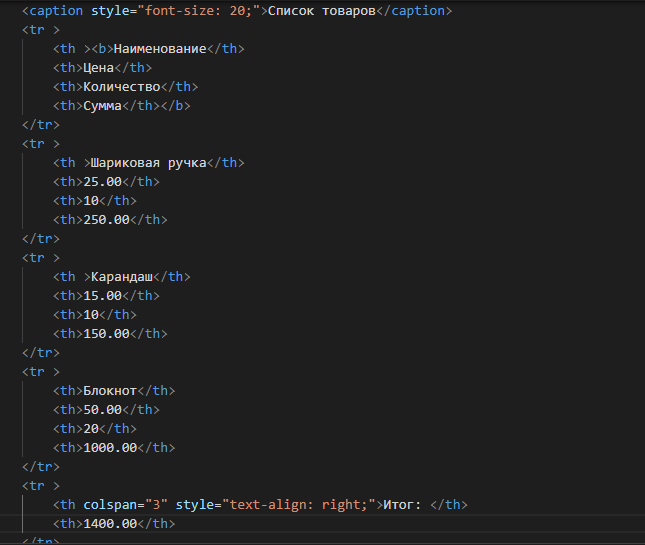 <caption style="font-size: 20;">Список товаров</caption>
<tr >
<th ><b>Наименование</th>
<th>Цена</th>
<th>Количество</th>
<th>Сумма</th></b>
</tr>
<tr >
<th >Шариковая ручка</th>
<th>25.00</th>
<th>10</th>
<th>250.00</th>
</tr>
<tr >
<th >Карандаш</th>
<th>15.00</th>
<th>10</th>
<th>150.00</th>
</tr>
<tr >
<th>Блокнот</th>
<th>50.00</th>
<th>20</th>
<th>1000.00</th>
</tr>
<tr >
<th colspan="3" style="text-align: right;">Итог: </th>
<th>1400.00</th>
</tr>